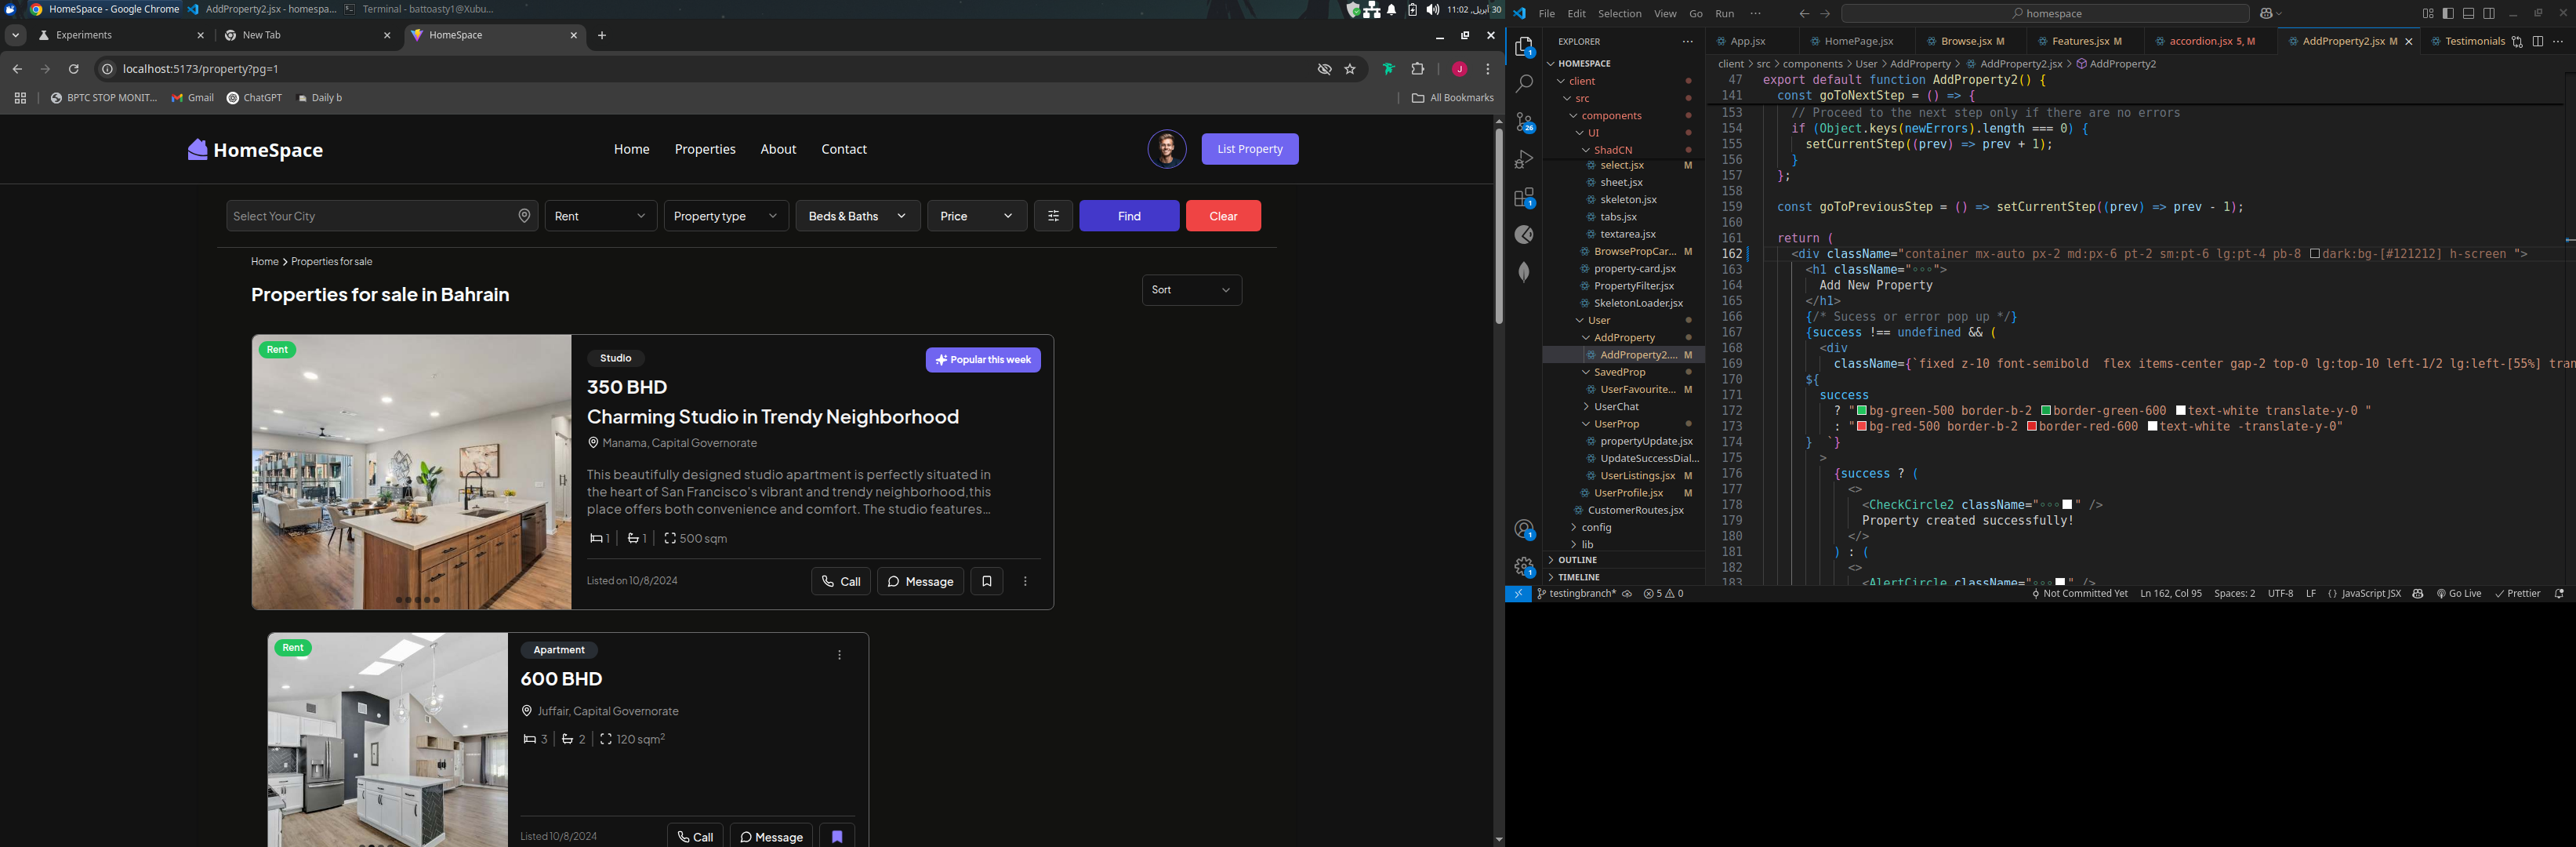 HomeSpace - Google Chrome
AddProperty2.jsx - homespa...
Terminal - battoasty1@Xubu...
30 أبريل, 11:02
Experiments
New Tab
HomeSpace
localhost:5173/property?pg=1
J
BPTC STOP MONIT...
Gmail
ChatGPT
Daily b
All Bookmarks
HomeSpace
Home
Properties
About
Contact
List Property
Select Your City
Rent
Property type
Beds & Baths
Price
Find
Clear
Home > Properties for sale
Properties for sale in Bahrain
Sort
Rent
Studio
Popular this week
350 BHD
Charming Studio in Trendy Neighborhood
Manama, Capital Governorate
This beautifully designed studio apartment is perfectly situated in
the heart of San Francisco's vibrant and trendy neighborhood,this
place offers both convenience and comfort. The studio features...
1 | 1 | 500 sqm
Listed on 10/8/2024
Call
Message
Rent
Apartment
600 BHD
Juffair, Capital Governorate
3 | 2 | 120 sqm²
Listed 10/8/2024
Call
Message
File Edit Selection View Go Run ...
homespace
EXPLORER
HOMESPACE
client
src
components
UI
ShadCN
select.jsx M
sheet.jsx
skeleton.jsx
tabs.jsx
textarea.jsx
BrowsePropCar... M
property-card.jsx
PropertyFilter.jsx
SkeletonLoader.jsx
User
AddProperty
AddProperty2.... M
SavedProp
UserFavourite... M
UserChat
UserProp
propertyUpdate.jsx
UpdateSuccessDial...
UserListings.jsx M
UserProfile.jsx M
CustomerRoutes.jsx
config
lib
OUTLINE
TIMELINE
1
26
1
1
1
App.jsx
HomePage.jsx
Browse.jsx M
Features.jsx M
accordion.jsx 5, M
AddProperty2.jsx M
Testimonials
client > src > components > User > AddProperty > AddProperty2.jsx > AddProperty2
47 export default function AddProperty2() {
141 const goToNextStep = () => {
153 // Proceed to the next step only if there are no errors
154 if (Object.keys(newErrors).length === 0) {
155 setCurrentStep((prev) => prev + 1);
156 }
157 };
158
159 const goToPreviousStep = () => setCurrentStep((prev) => prev - 1);
160
161 return (
162 <div className="container mx-auto px-2 md:px-6 pt-2 sm:pt-6 lg:pt-4 pb-8 dark:bg-[#121212] h-screen ">
163 <h1 className="∘∘∘">
164 Add New Property
165 </h1>
166 {/* Sucess or error pop up */}
167 {success !== undefined && (
168 <div
169 className={`fixed z-10 font-semibold  flex items-center gap-2 top-0 lg:top-10 left-1/2 lg:left-[55%] tran
170 ${
171 success
172 ? "bg-green-500 border-b-2 border-green-600 text-white translate-y-0 "
173 : "bg-red-500 border-b-2 border-red-600 text-white -translate-y-0"
174 }  `}
175 >
176 {success ? (
177 <>
178 <CheckCircle2 className="∘∘∘" />
179 Property created successfully!
180 </>
181 ) : (
182 <>
183 <AlertCircle className="∘∘∘" />
testingbranch*
5 0
Not Committed Yet
Ln 162, Col 95
Spaces: 2
UTF-8
LF
{} JavaScript JSX
Go Live
Prettier